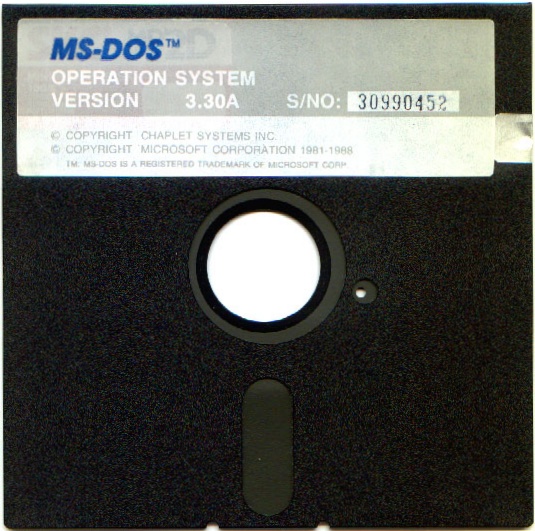 MS-DOS™
OPERATION SYSTEM
VERSION 3.30A S/NO: 30990452
© COPYRIGHT CHAPLET SYSTEMS INC.
© COPYRIGHT MICROSOFT CORPORATION 1981-1988
TM. MS-DOS IS A REGISTERED TRADEMARK OF MICROSOFT CORP